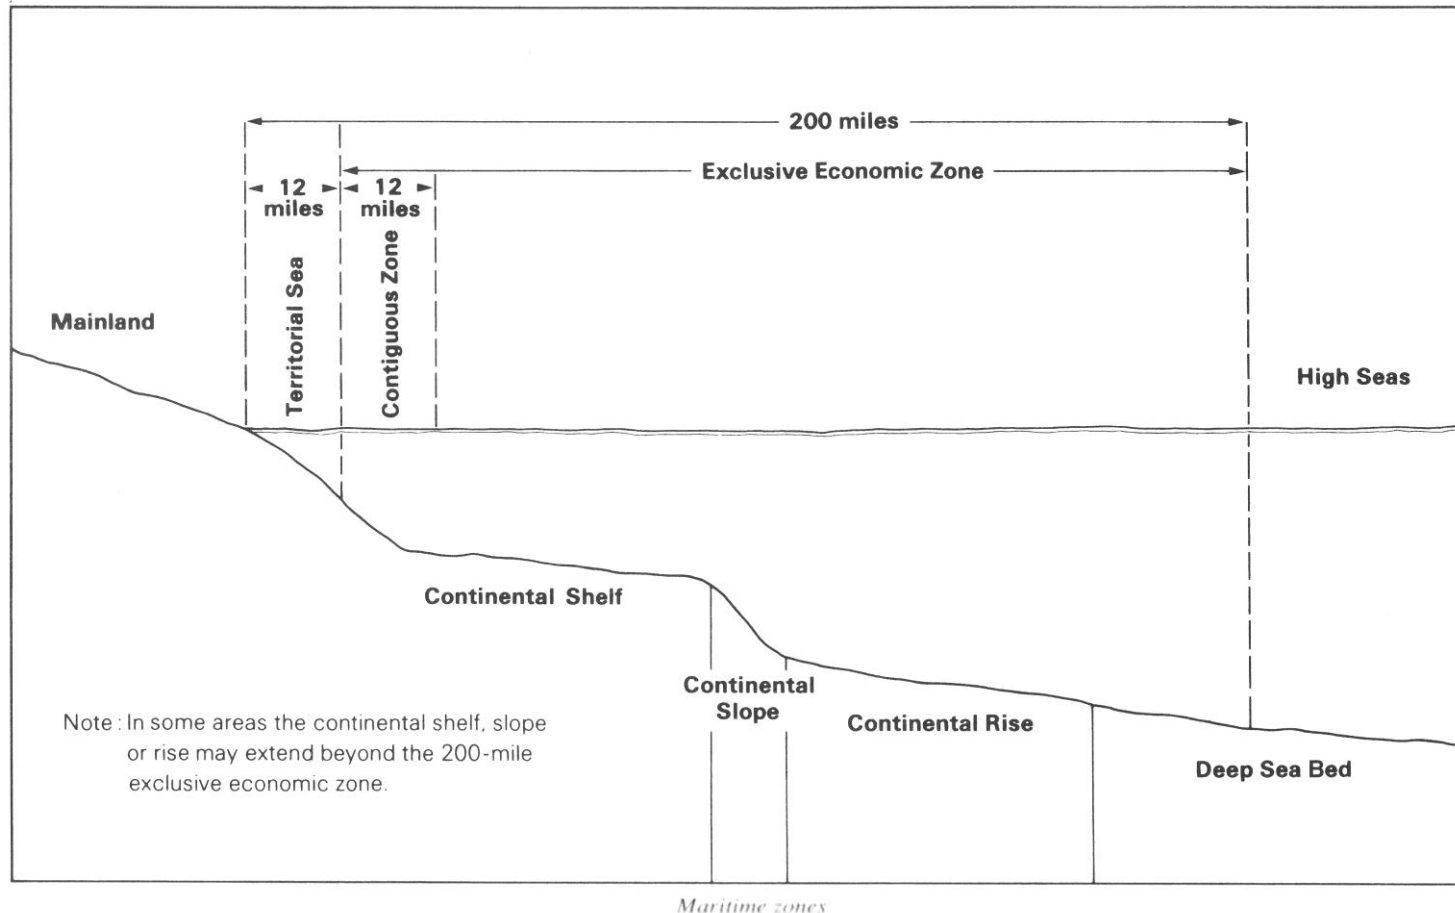 200 miles
Exclusive Economic Zone
12
miles
12
miles
Territorial Sea
Contiguous Zone
Mainland
High Seas
Continental Shelf
Continental
Slope
Continental Rise
Deep Sea Bed
Note : In some areas the continental shelf, slope
or rise may extend beyond the 200-mile
exclusive economic zone.
Maritime zones